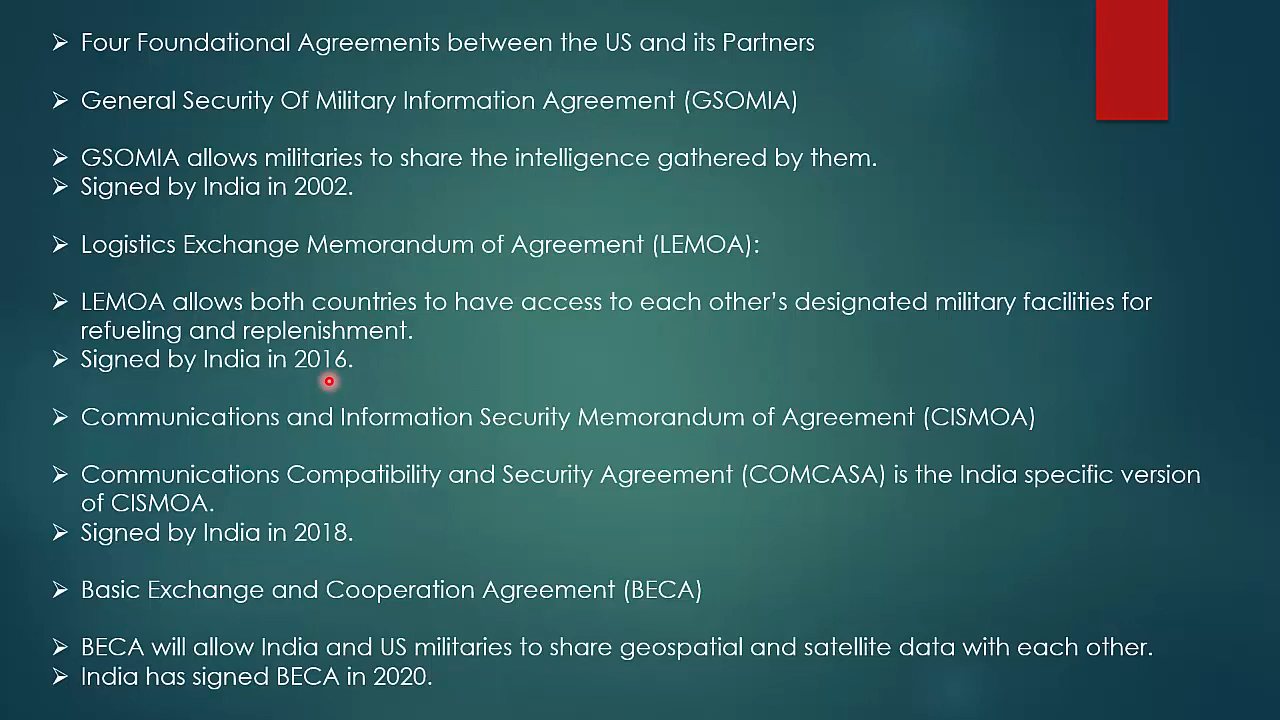 Four Foundational Agreements between the US and its Partners
General Security Of Military Information Agreement (GSOMIA)
GSOMIA allows militaries to share the intelligence gathered by them.
Signed by India in 2002.
Logistics Exchange Memorandum of Agreement (LEMOA):
LEMOA allows both countries to have access to each other's designated military facilities for
refueling and replenishment.
Signed by India in 2016.
Communications and Information Security Memorandum of Agreement (CISMOA)
Communications Compatibility and Security Agreement (COMCASA) is the India specific version
of CISMOA.
Signed by India in 2018.
Basic Exchange and Cooperation Agreement (BECA)
BECA will allow India and US militaries to share geospatial and satellite data with each other.
India has signed BECA in 2020.